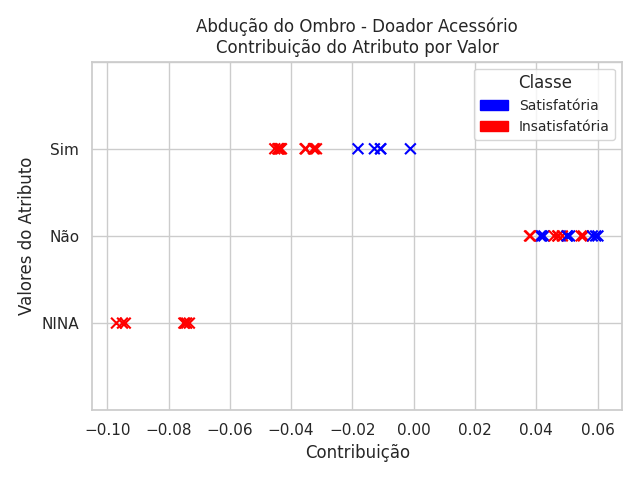 Abdução do Ombro - Doador Acessório
Contribuição do Atributo por Valor
Classe
Satisfatória
Insatisfatória
Valores do Atributo
Sim
Não
NINA
−0.10 −0.08 −0.06 −0.04 −0.02 0.00 0.02 0.04 0.06
Contribuição